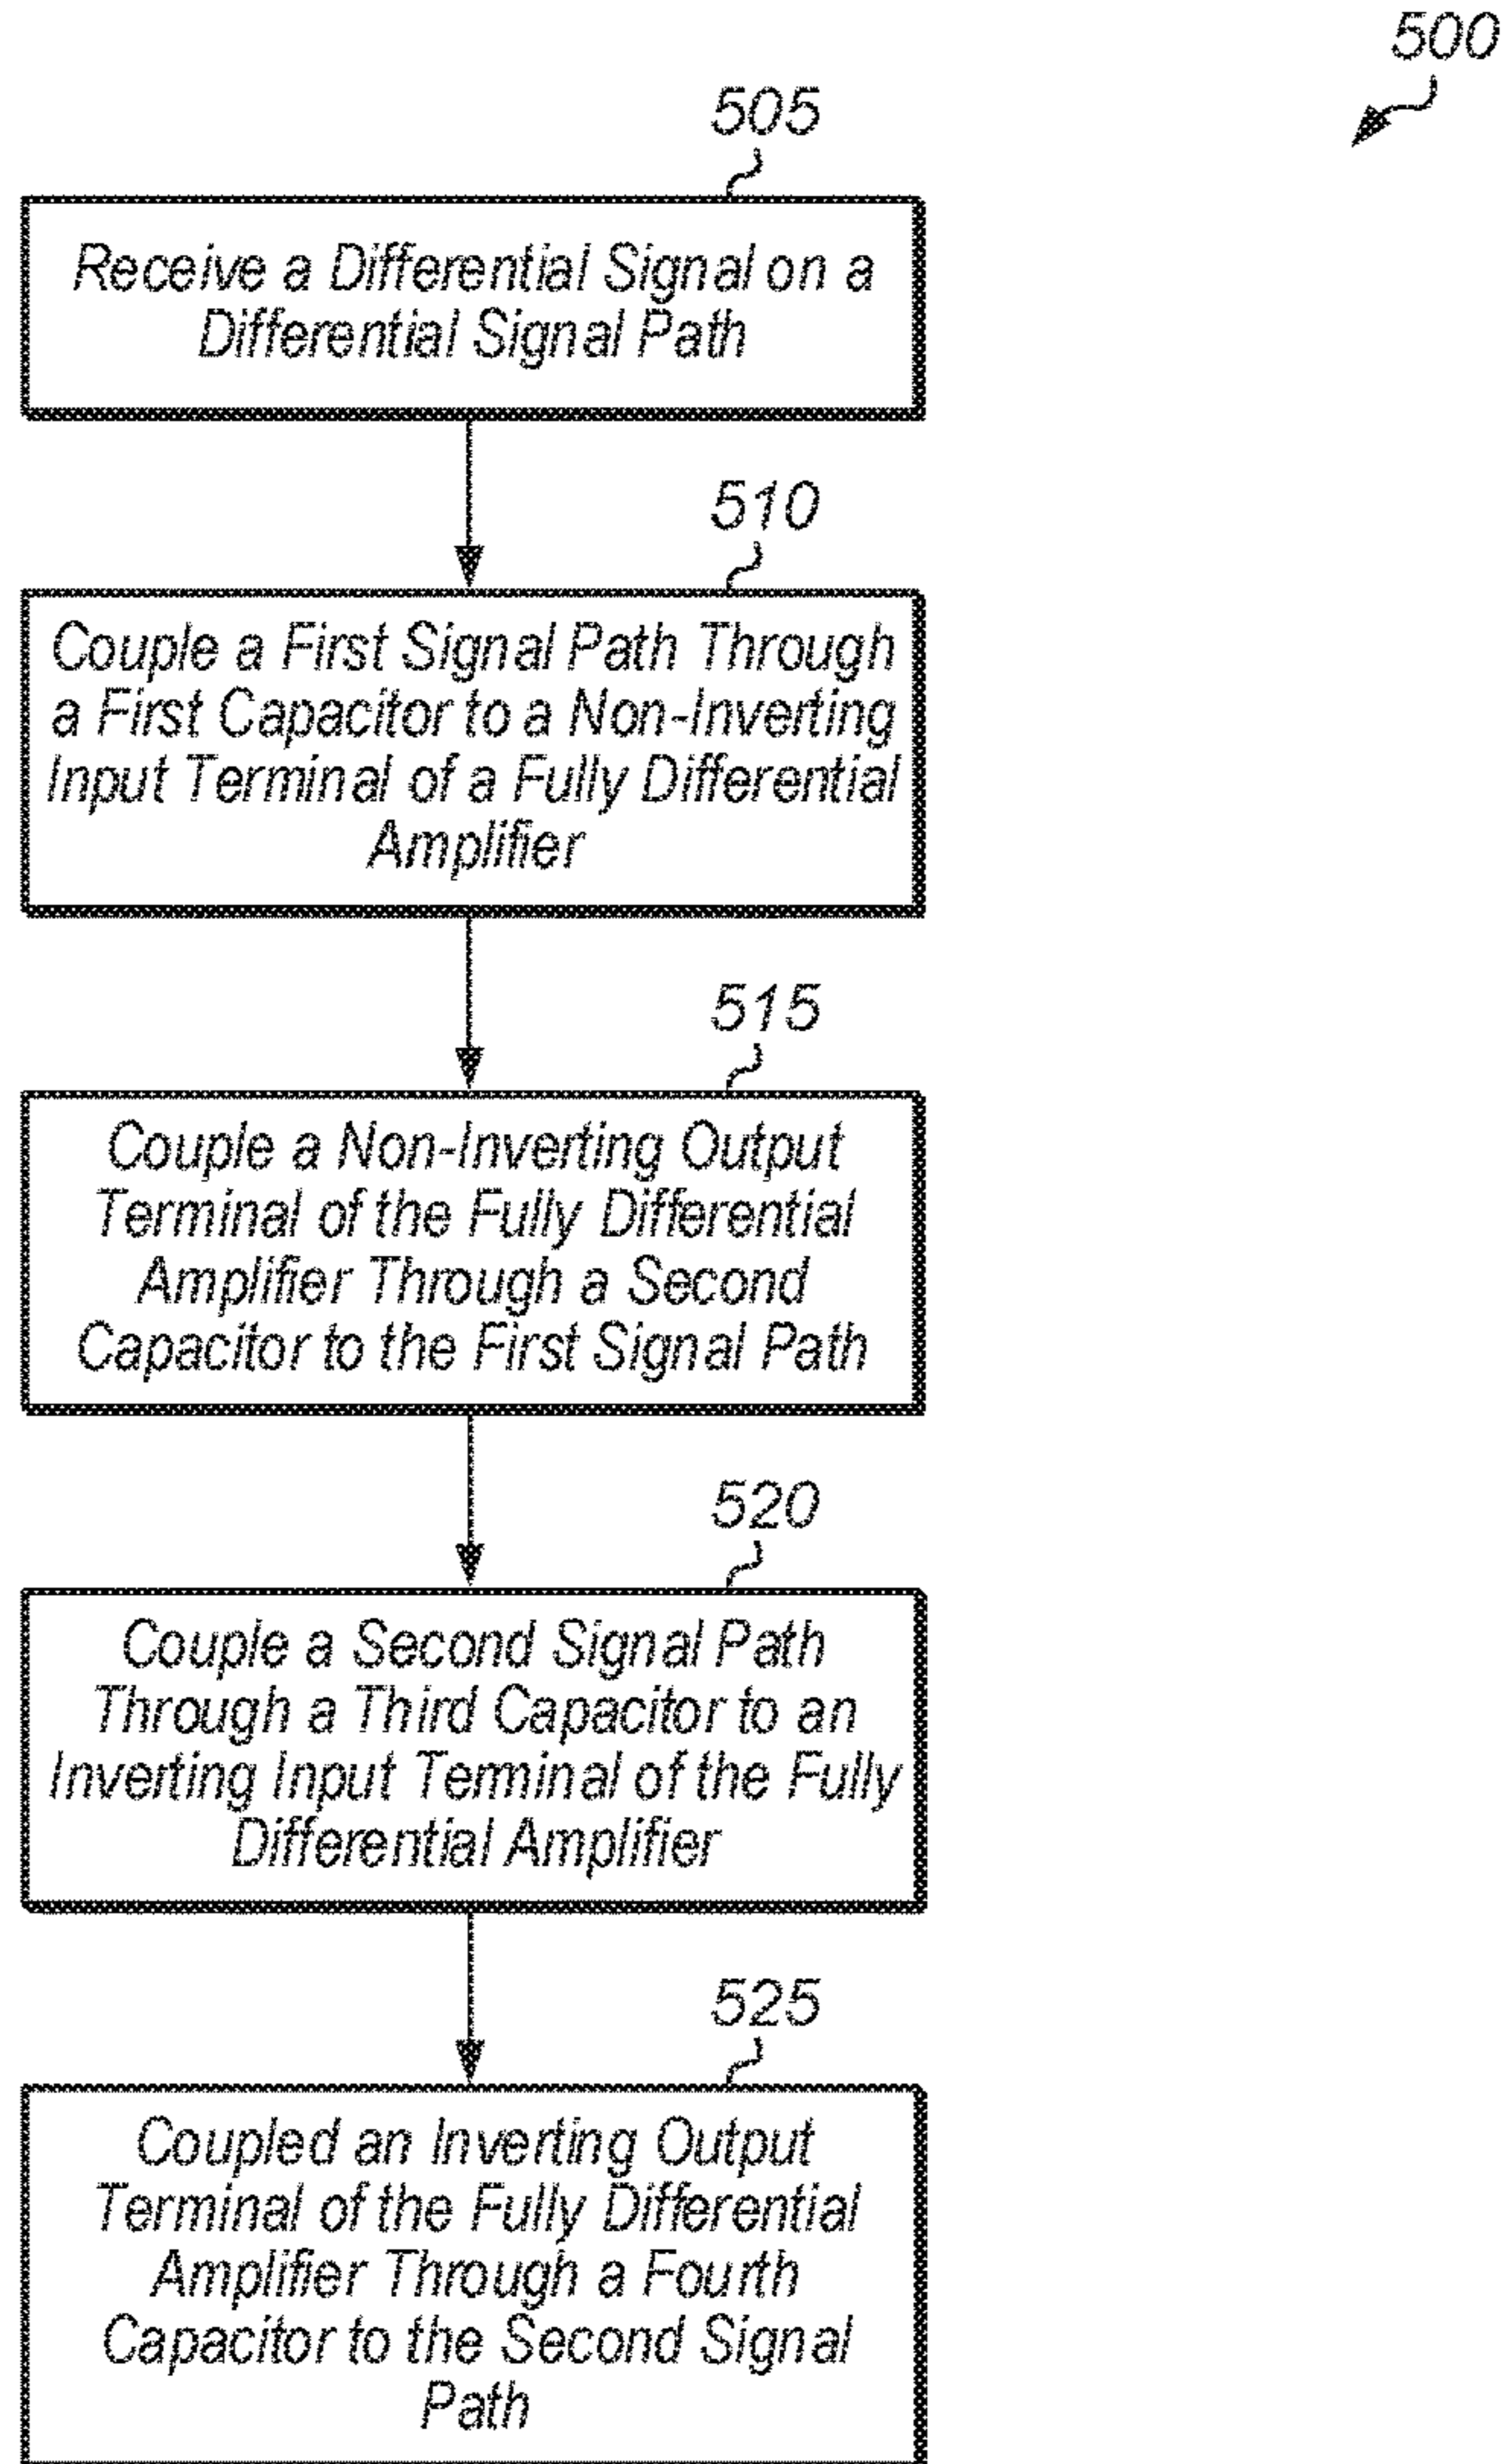 500
505
Receive a Differential Signal on a
Differential Signal Path
510
Couple a First Signal Path Through
a First Capacitor to a Non-Inverting
Input Terminal of a Fully Differential
Amplifier
515
Couple a Non-Inverting Output
Terminal of the Fully Differential
Amplifier Through a Second
Capacitor to the First Signal Path
520
Couple a Second Signal Path
Through a Third Capacitor to an
Inverting Input Terminal of the Fully
Differential Amplifier
525
Coupled an Inverting Output
Terminal of the Fully Differential
Amplifier Through a Fourth
Capacitor to the Second Signal
Path